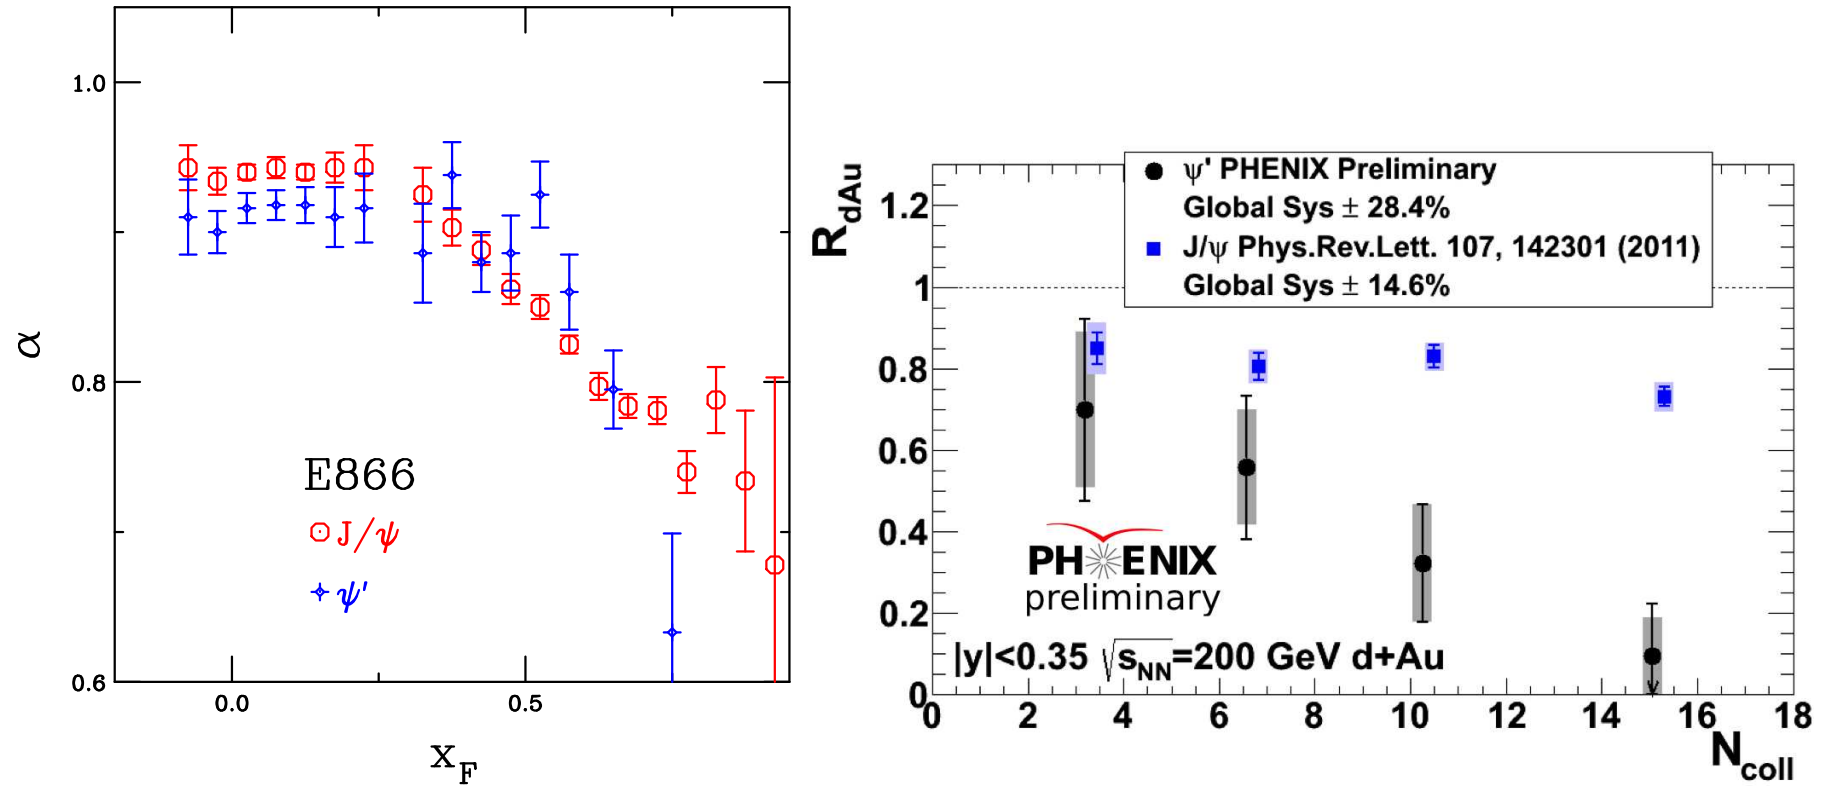 1.0
0.8
0.6
0.0
0.5
α
x_F
E866
J/ψ
ψ'
R_dAu
ψ' PHENIX Preliminary
Global Sys ± 28.4%
J/ψ Phys.Rev.Lett. 107, 142301 (2011)
Global Sys ± 14.6%
1.2
1
0.8
0.6
0.4
0.2
0
PHENIX
preliminary
|y|<0.35 √s_NN=200 GeV d+Au
0 2 4 6 8 10 12 14 16 18
N_coll